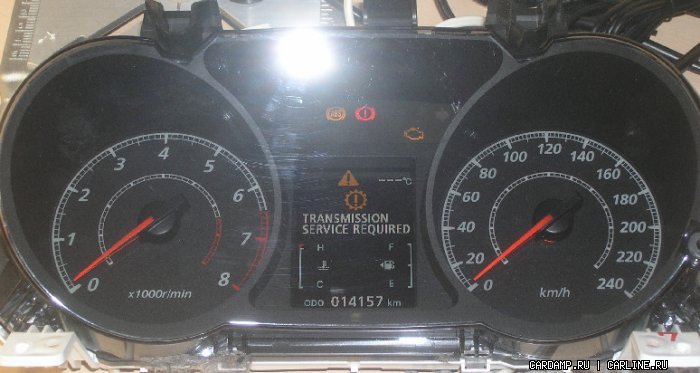 0
1
2
3
4
5
6
7
8
x1000r/min
ABS
---°C
TRANSMISSION
SERVICE REQUIRED
H F
C E
ODO 014157 km
0
20
40
60
80
100
120
140
160
180
200
220
240
km/h
CARDAMP.RU | CARLINE.RU